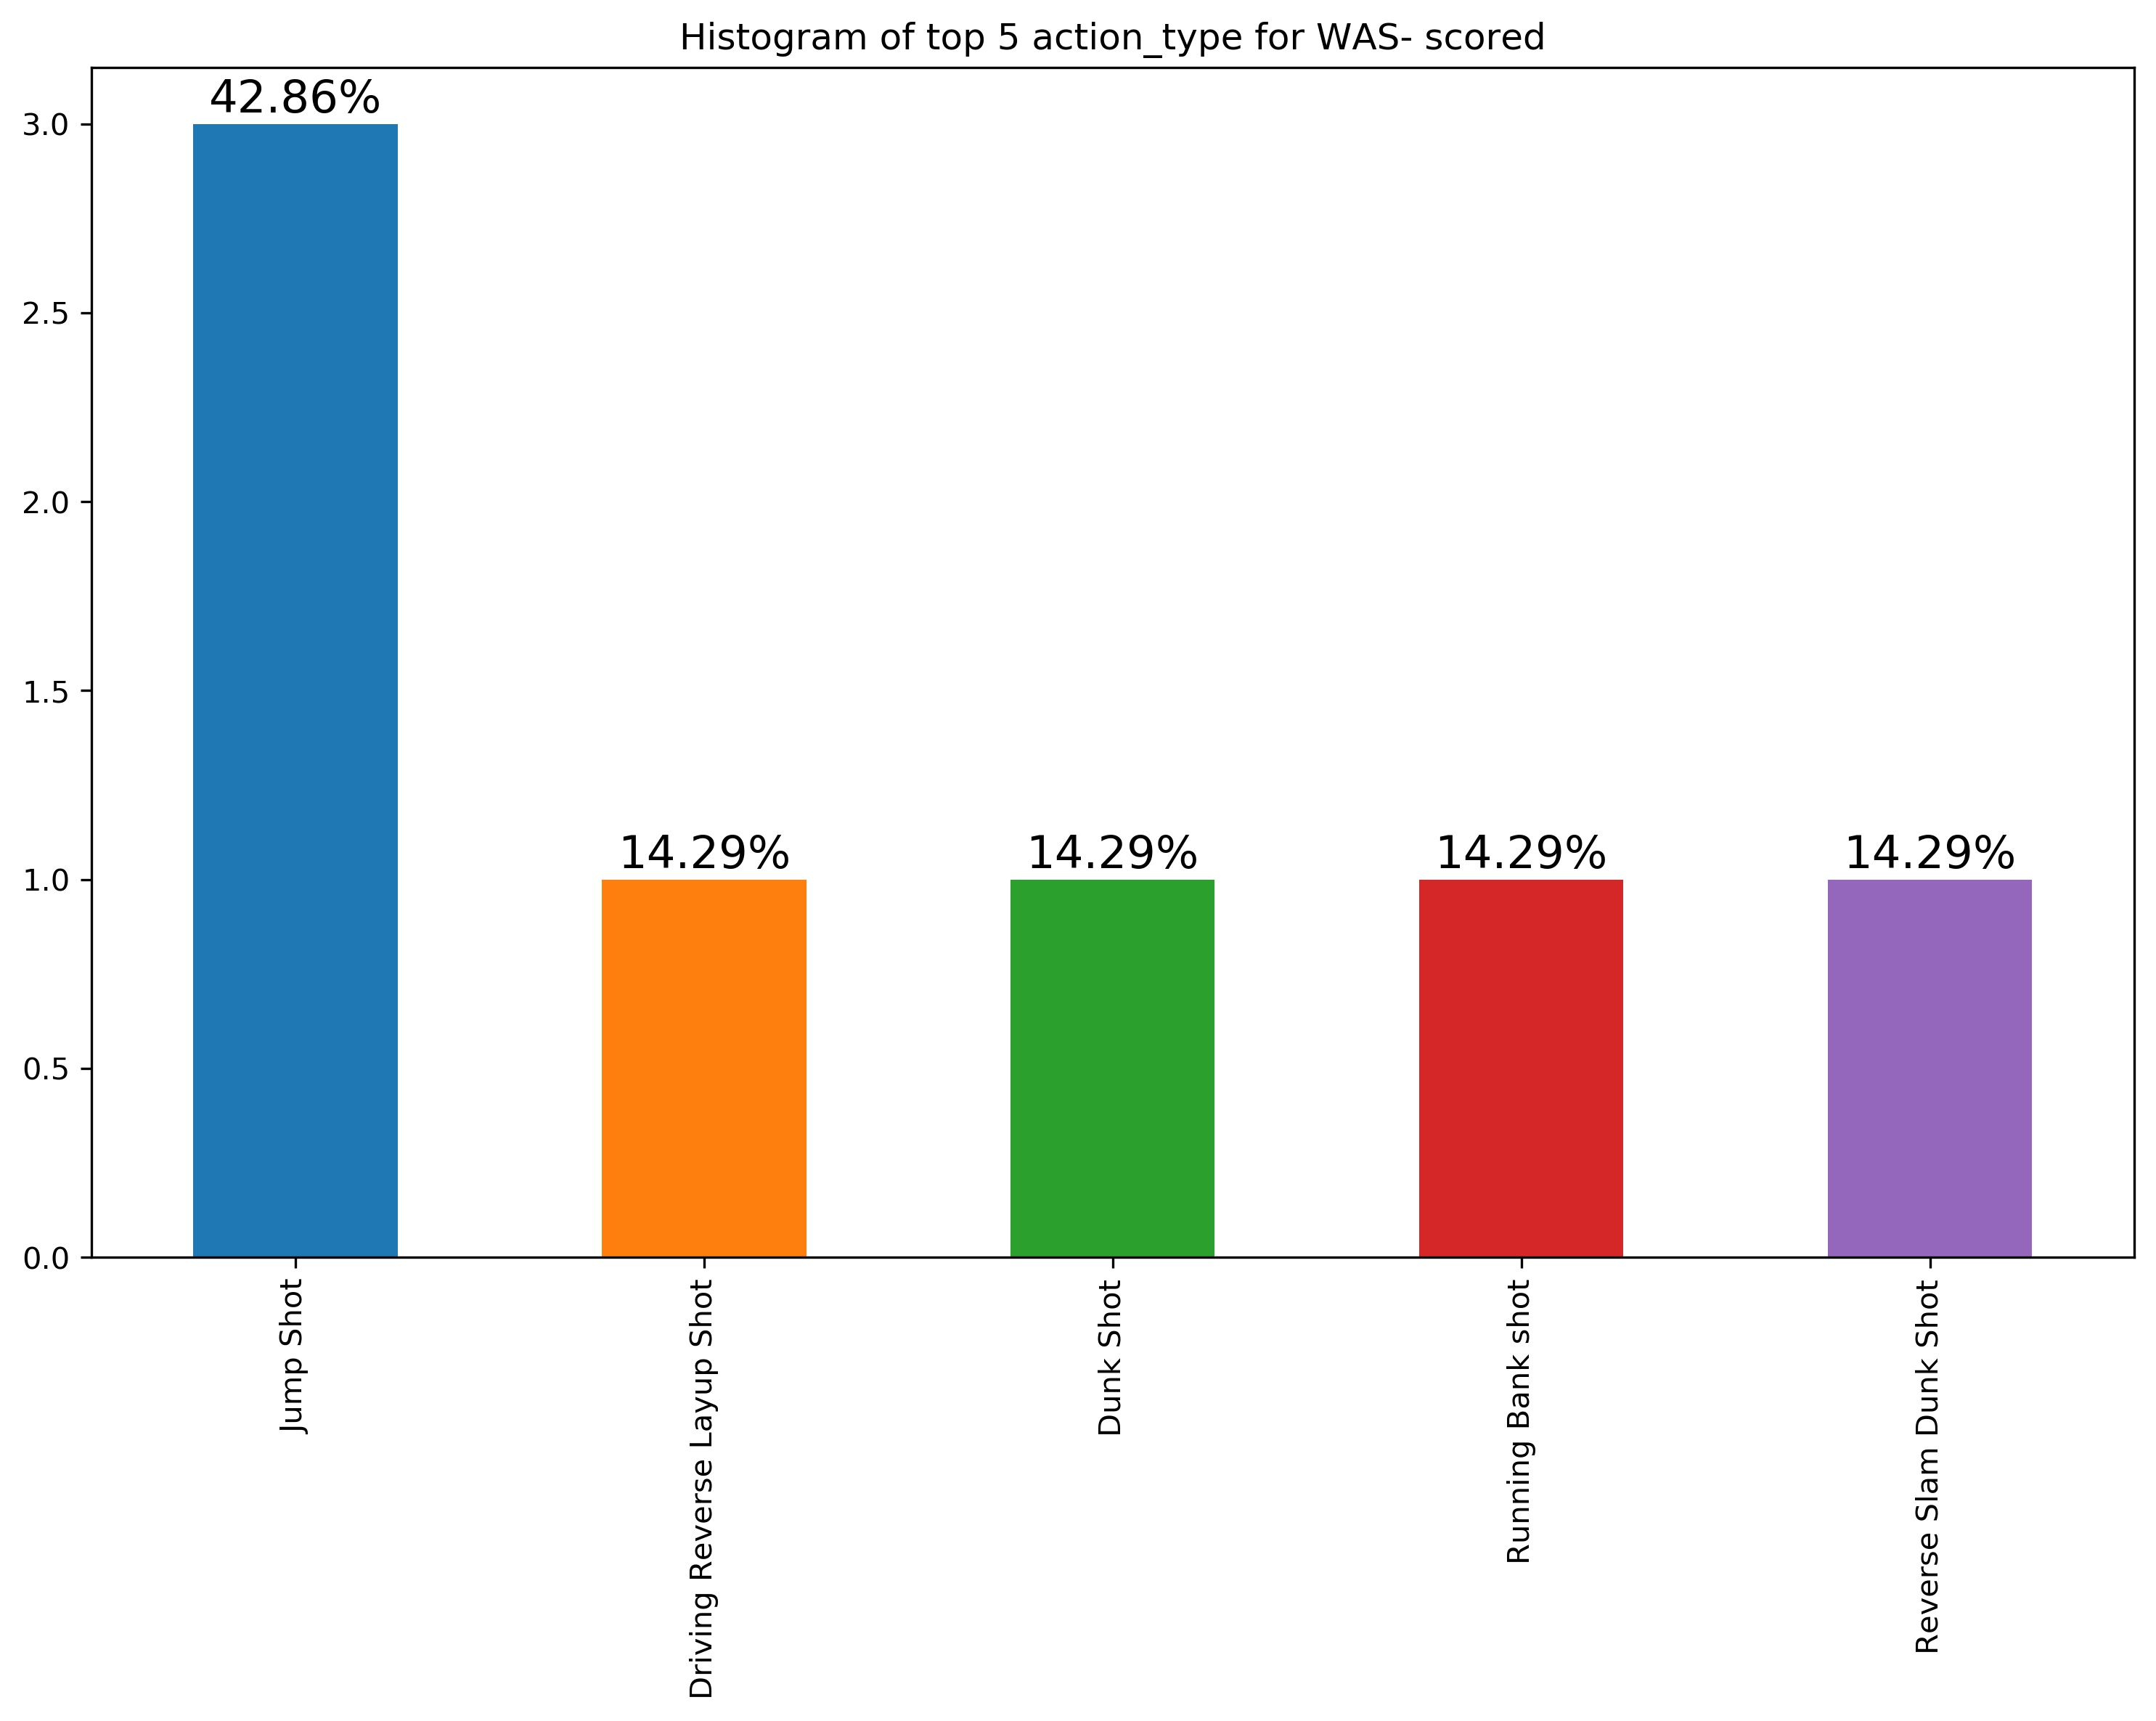 Histogram of top 5 action_type for WAS- scored
42.86%
14.29%
14.29%
14.29%
14.29%
3.0
2.5
2.0
1.5
1.0
0.5
0.0
Jump Shot
Driving Reverse Layup Shot
Dunk Shot
Running Bank shot
Reverse Slam Dunk Shot